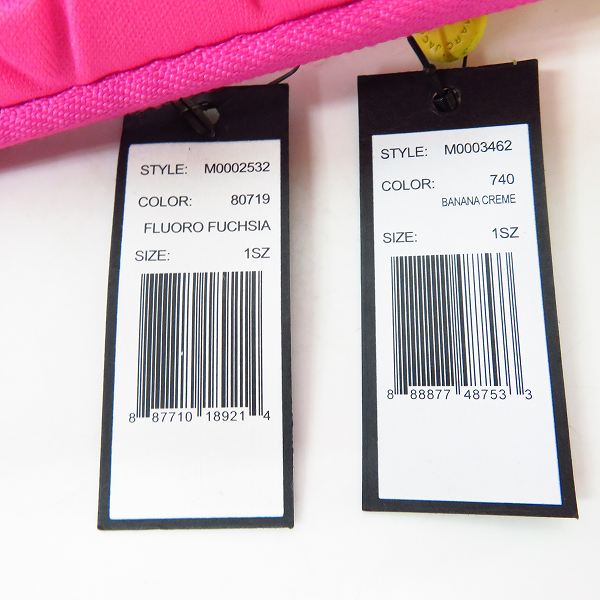 STYLE: M0002532
COLOR: 80719
FLUORO FUCHSIA
SIZE: 1SZ
8 87710 18921 4
STYLE: M0003462
COLOR: 740
BANANA CREME
SIZE: 1SZ
8 88877 48753 3